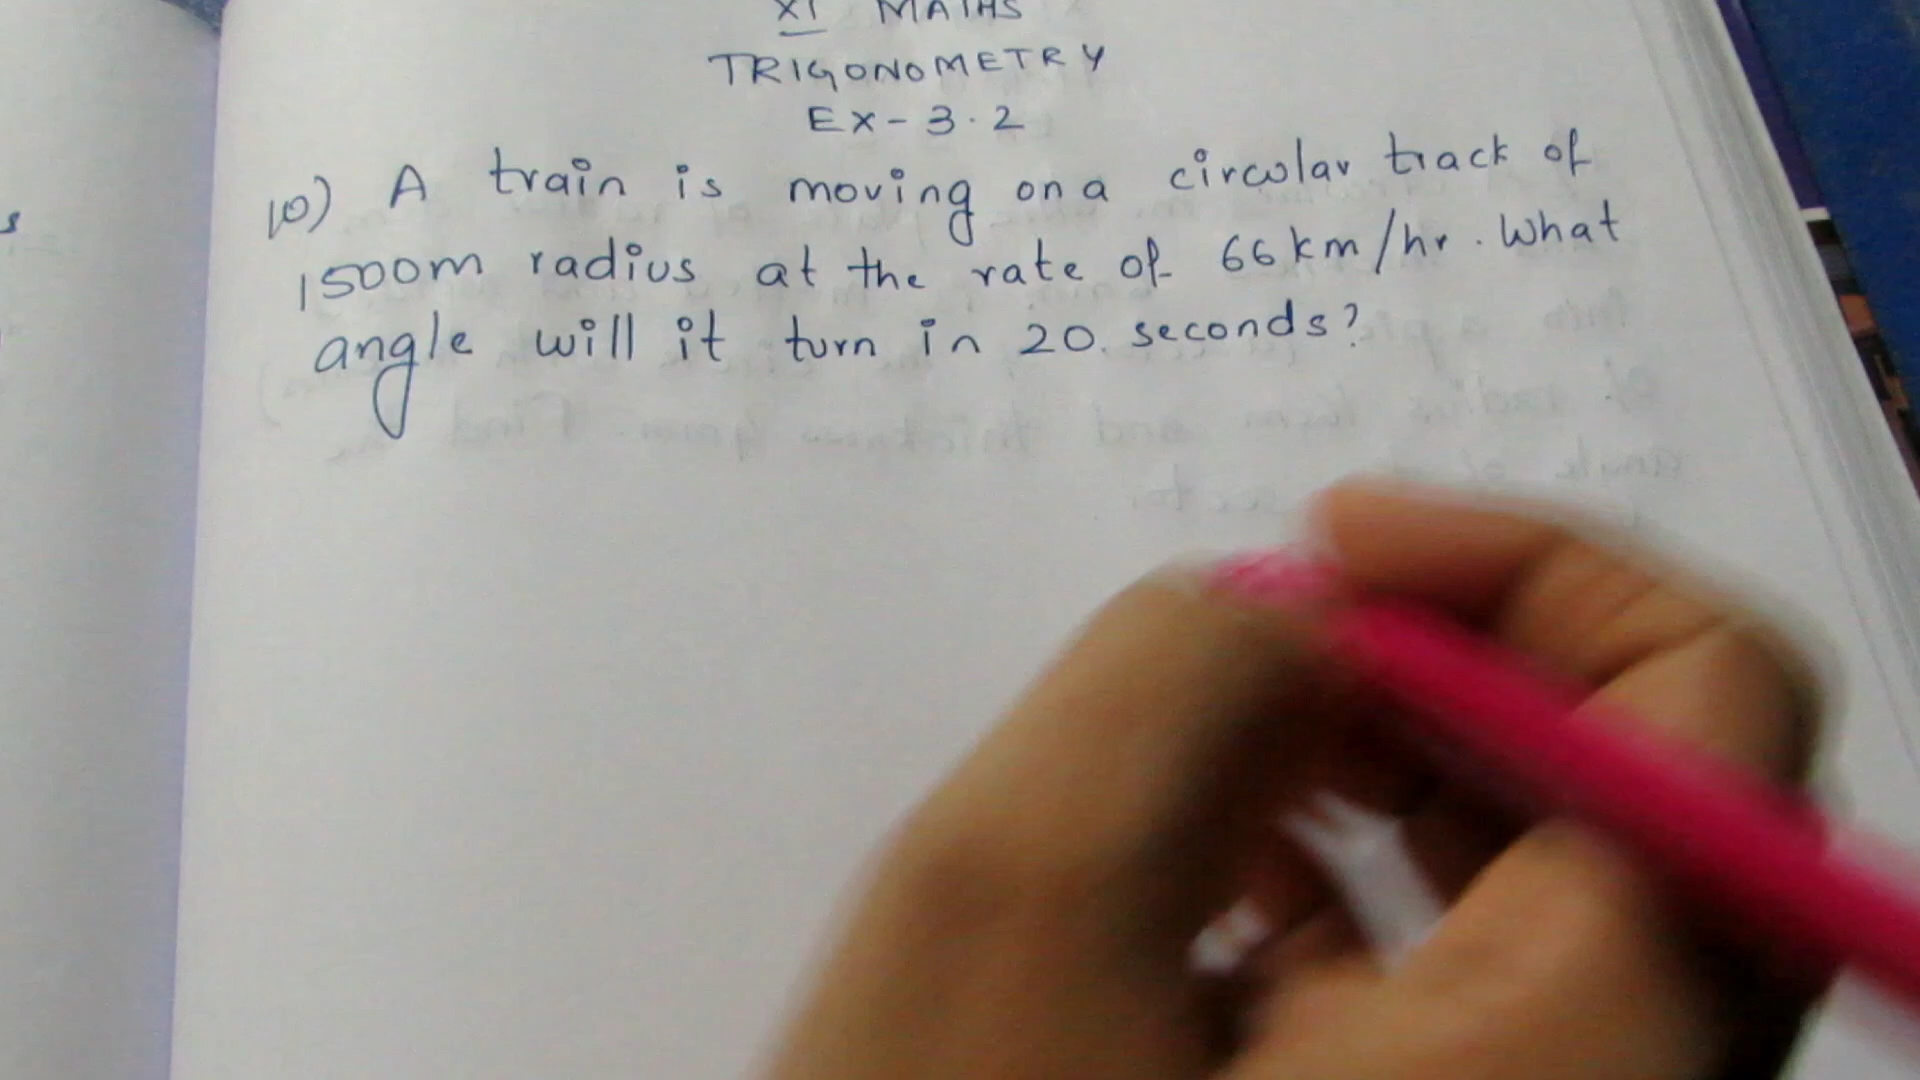 XI MATHS
TRIGONOMETRY
EX-3.2
10) A train is moving on a circular track of
1500m radius at the rate of 66km/hr. What
angle will it turn in 20 seconds?
s